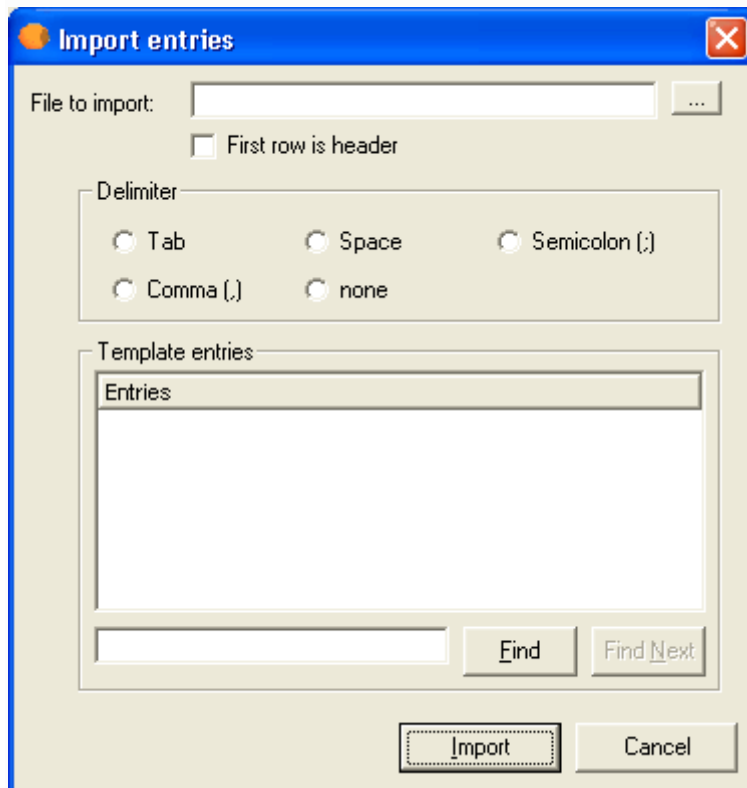 Import entries
File to import: ...
First row is header
Delimiter
Tab Space Semicolon (;)
Comma (,) none
Template entries
Entries
Find Find Next
Import Cancel